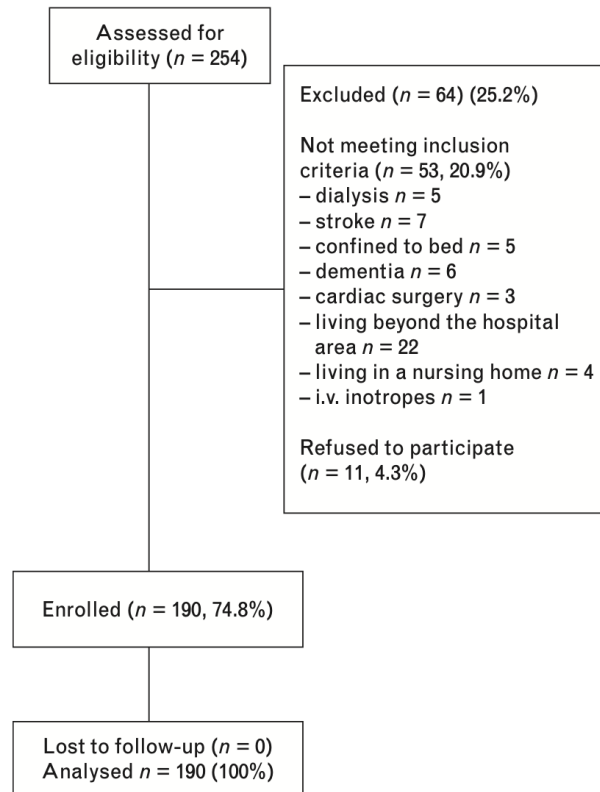 Assessed for
eligibility (n = 254)
Excluded (n = 64) (25.2%)
Not meeting inclusion
criteria (n = 53, 20.9%)
– dialysis n = 5
– stroke n = 7
– confined to bed n = 5
– dementia n = 6
– cardiac surgery n = 3
– living beyond the hospital
area n = 22
– living in a nursing home n = 4
– i.v. inotropes n = 1
Refused to participate
(n = 11, 4.3%)
Enrolled (n = 190, 74.8%)
Lost to follow-up (n = 0)
Analysed n = 190 (100%)